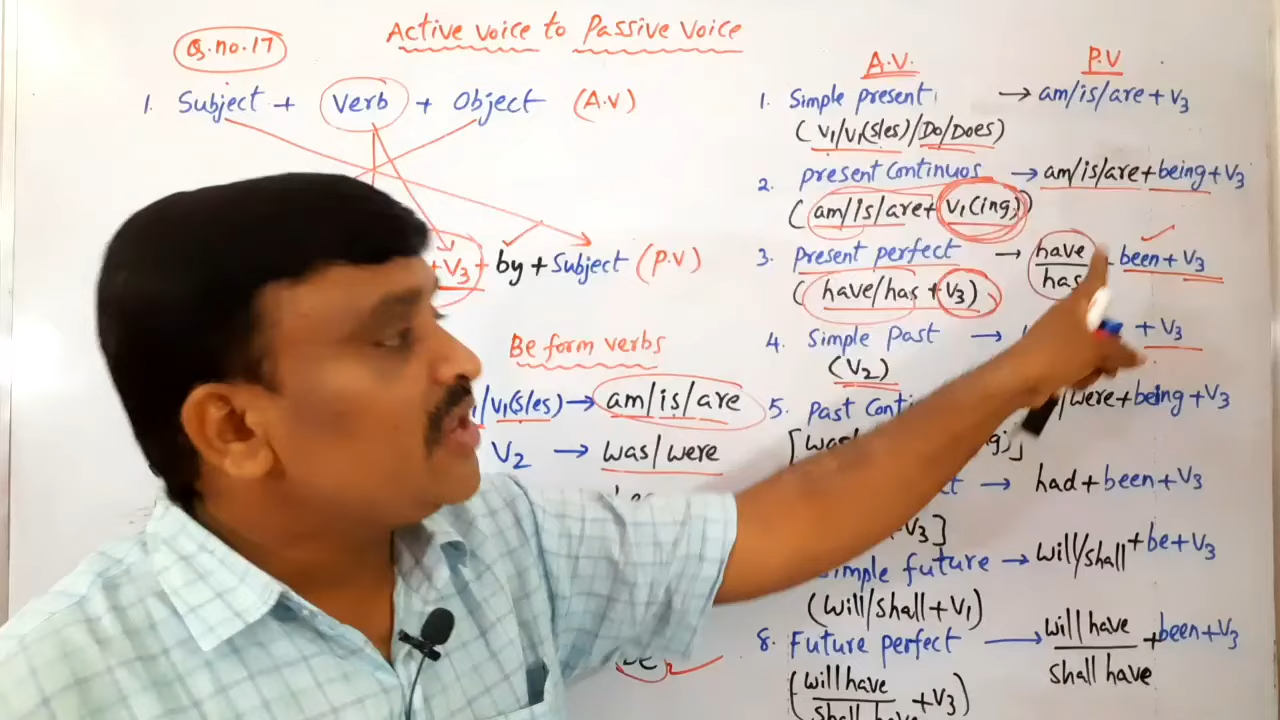 Active voice to Passive voice
Q.no.17
1. Subject + Verb + Object (A.V)
+V3 + by + Subject (P.V)
Be form verbs
/V1(s/es) → am/is/are
V2 → was/were
be
A.V. P.V
1. Simple present → am/is/are + V3
(V1/V1(s/es)/Do/Does)
2. present Continuos → am/is/are + being + V3
(am/is/are + V1(ing))
3. present perfect → have/has been + V3
(have/has + V3)
4. Simple Past → + V3
(V2)
5. Past Conti /were + being + V3
→ had + been + V3
V3]
Simple future → will/shall + be + V3
(will/shall + V1)
8. Future perfect → will have/shall have + been + V3
(will have/shall have + V3)